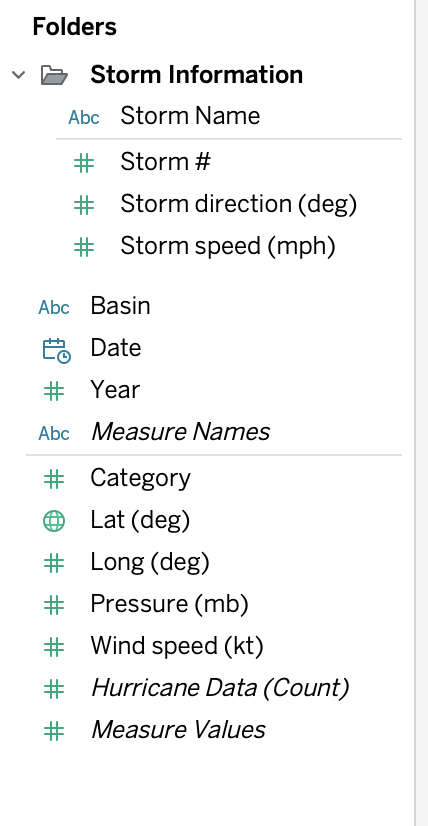 Folders
Storm Information
Abc Storm Name
Storm #
Storm direction (deg)
Storm speed (mph)
Abc Basin
Date
Year
Abc Measure Names
Category
Lat (deg)
Long (deg)
Pressure (mb)
Wind speed (kt)
Hurricane Data (Count)
Measure Values